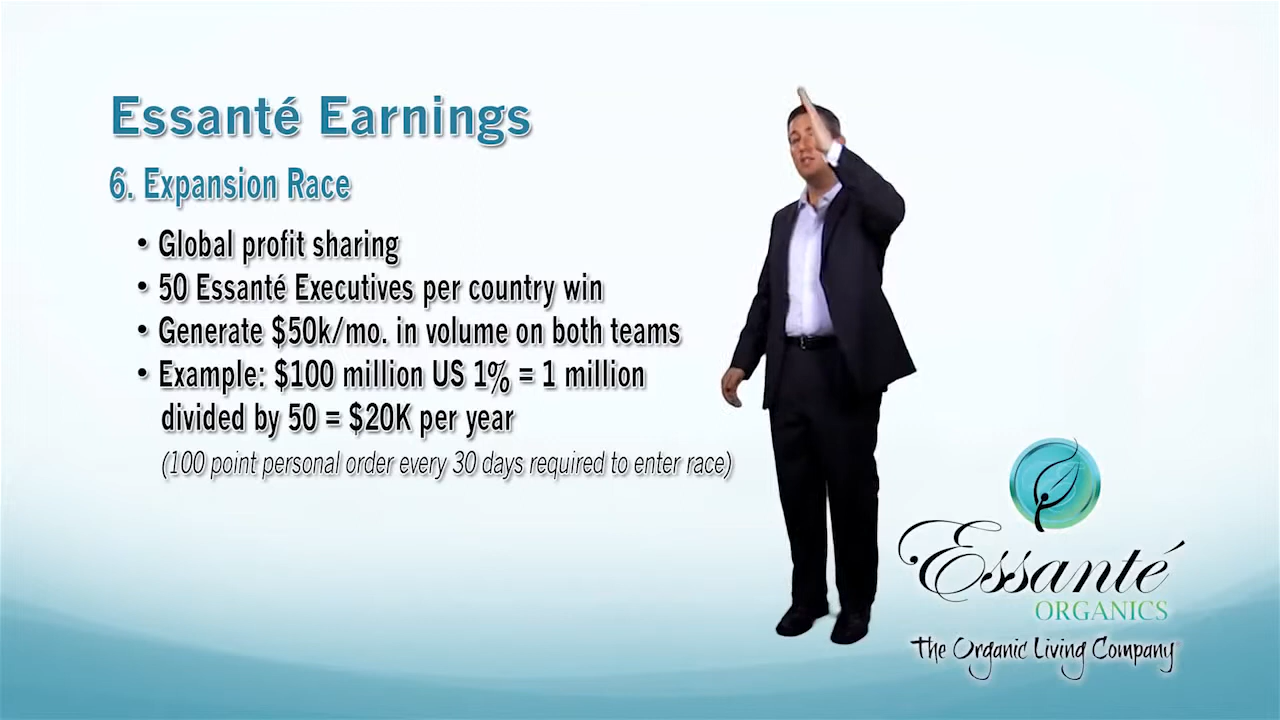 Essanté Earnings
6. Expansion Race
• Global profit sharing
• 50 Essanté Executives per country win
• Generate $50k/mo. in volume on both teams
• Example: $100 million US 1% = 1 million
divided by 50 = $20K per year
(100 point personal order every 30 days required to enter race)
Essanté
ORGANICS
The Organic Living Company